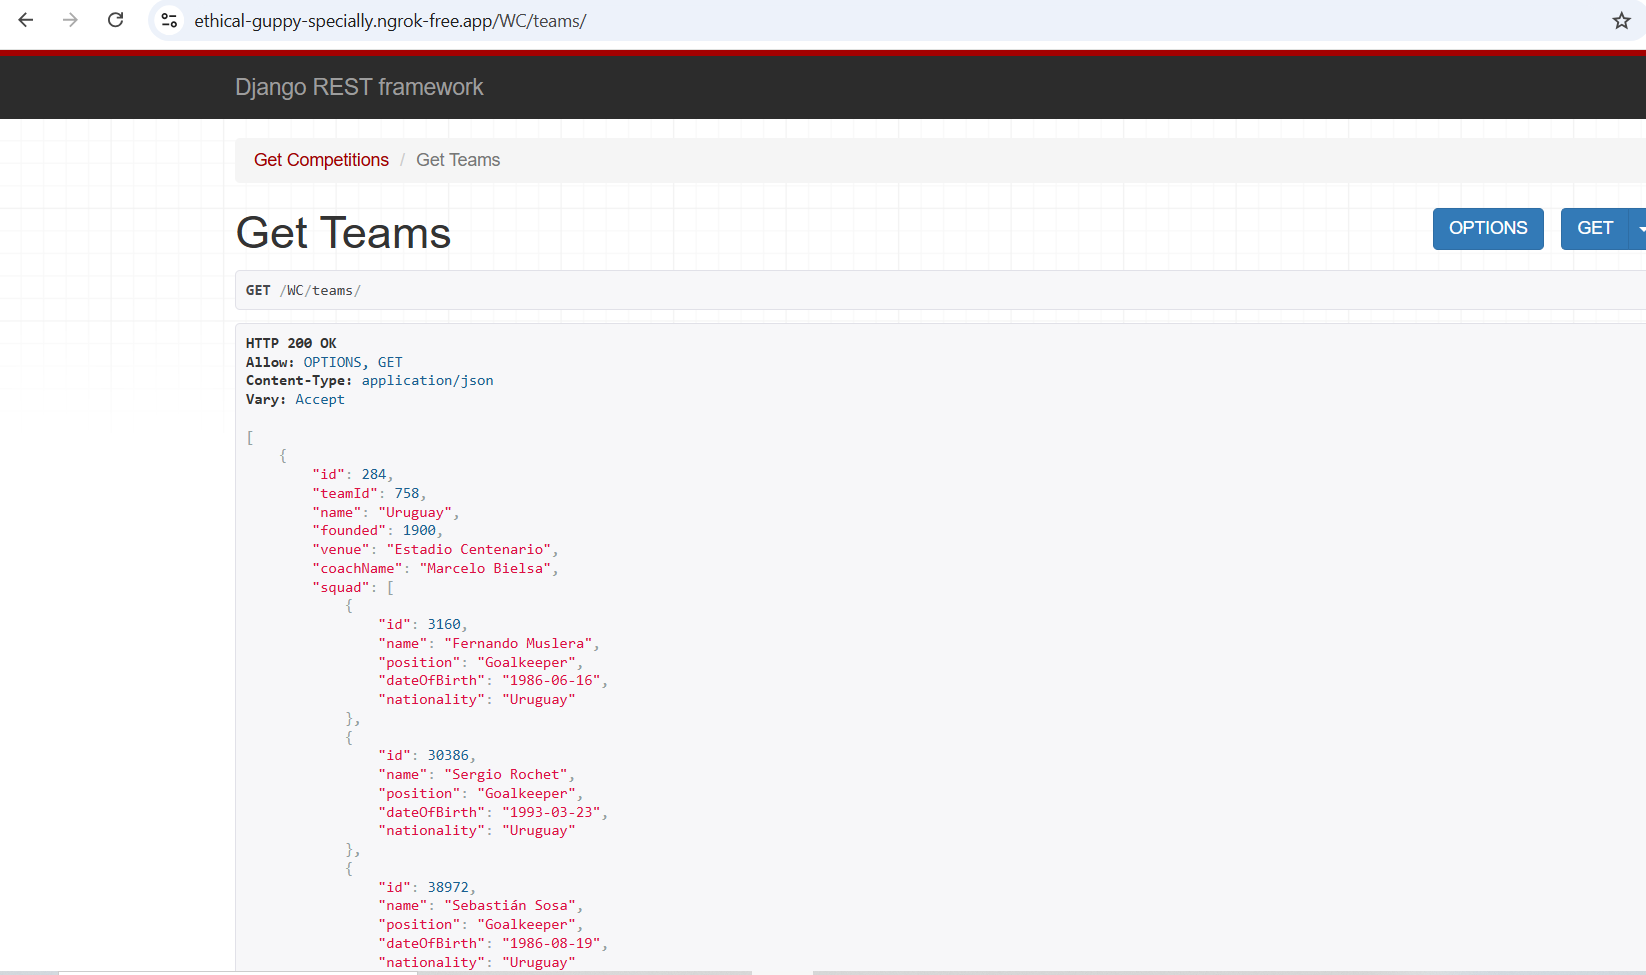 ethical-guppy-specially.ngrok-free.app/WC/teams/
Django REST framework
Get Competitions / Get Teams
Get Teams
OPTIONS
GET
GET /WC/teams/
HTTP 200 OK
Allow: OPTIONS, GET
Content-Type: application/json
Vary: Accept
[
{
"id": 284,
"teamId": 758,
"name": "Uruguay",
"founded": 1900,
"venue": "Estadio Centenario",
"coachName": "Marcelo Bielsa",
"squad": [
{
"id": 3160,
"name": "Fernando Muslera",
"position": "Goalkeeper",
"dateOfBirth": "1986-06-16",
"nationality": "Uruguay"
},
{
"id": 30386,
"name": "Sergio Rochet",
"position": "Goalkeeper",
"dateOfBirth": "1993-03-23",
"nationality": "Uruguay"
},
{
"id": 38972,
"name": "Sebastián Sosa",
"position": "Goalkeeper",
"dateOfBirth": "1986-08-19",
"nationality": "Uruguay"